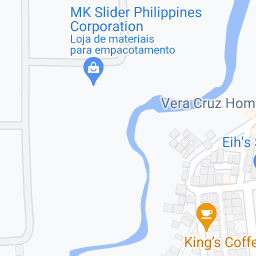 MK Slider Philippines
Corporation
Loja de materiais
para empacotamento
Vera Cruz Hom
Eih's S
King's Coffe